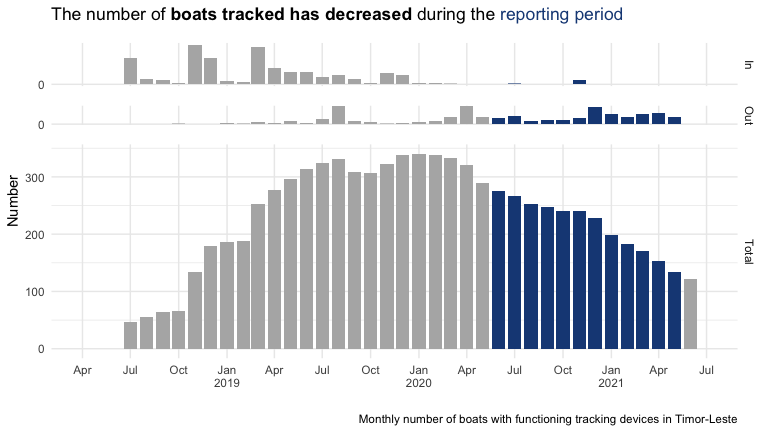 The number of boats tracked has decreased during the reporting period
0
In
0
Out
300
200
100
0
Number
Total
Apr Jul Oct Jan Apr Jul Oct Jan Apr Jul Oct Jan Apr Jul
2019 2020 2021
Monthly number of boats with functioning tracking devices in Timor-Leste